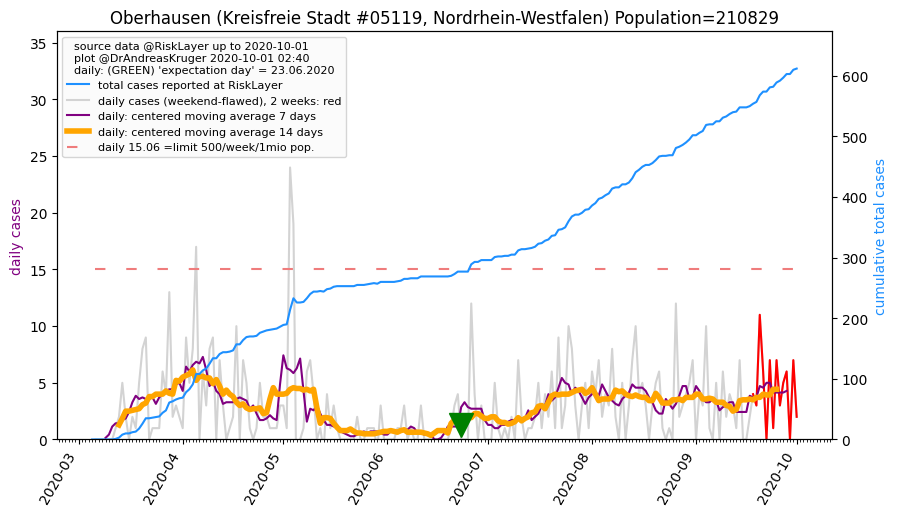 Oberhausen (Kreisfreie Stadt #05119, Nordrhein-Westfalen) Population=210829
source data @RiskLayer up to 2020-10-01
plot @DrAndreasKruger 2020-10-01 02:40
daily: (GREEN) 'expectation day' = 23.06.2020
total cases reported at RiskLayer
daily cases (weekend-flawed), 2 weeks: red
daily: centered moving average 7 days
daily: centered moving average 14 days
daily 15.06 =limit 500/week/1mio pop.
daily cases
35
30
25
20
15
10
5
0
cumulative total cases
600
500
400
300
200
100
0
2020-03
2020-04
2020-05
2020-06
2020-07
2020-08
2020-09
2020-10